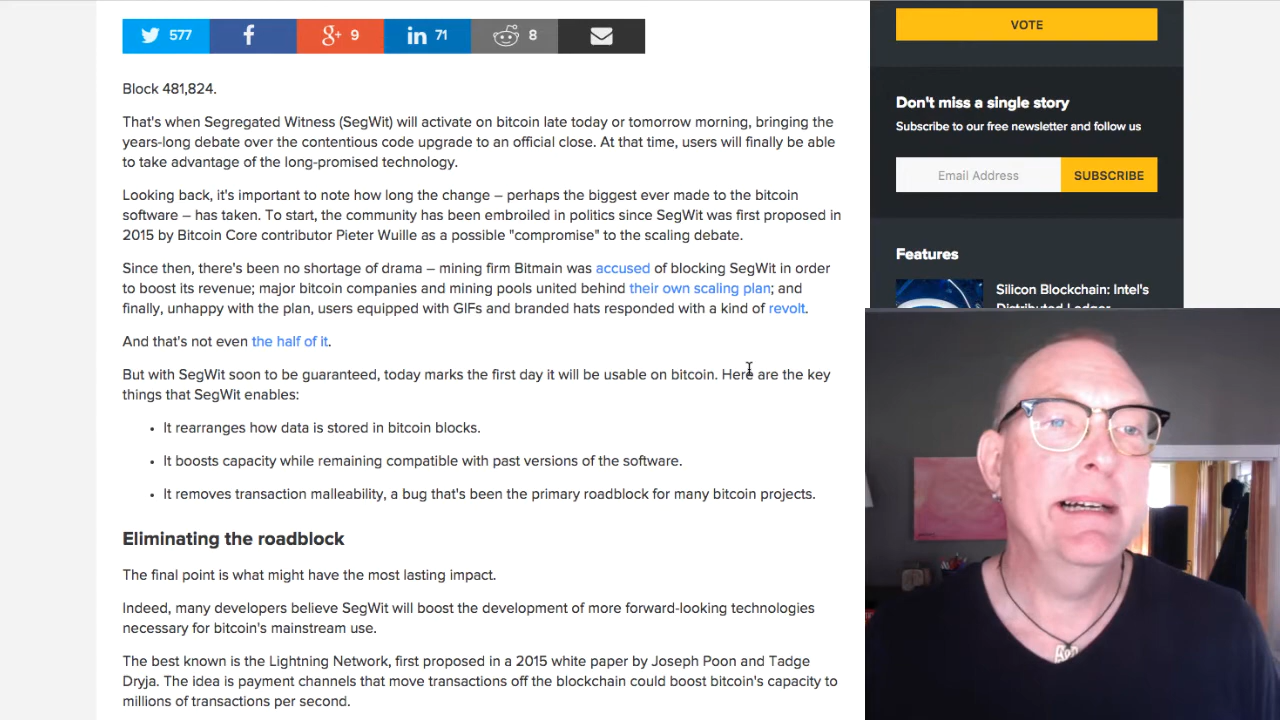 577
f
g+ 9
in 71
8
VOTE
Block 481,824.
That's when Segregated Witness (SegWit) will activate on bitcoin late today or tomorrow morning, bringing the
years-long debate over the contentious code upgrade to an official close. At that time, users will finally be able
to take advantage of the long-promised technology.
Looking back, it's important to note how long the change – perhaps the biggest ever made to the bitcoin
software – has taken. To start, the community has been embroiled in politics since SegWit was first proposed in
2015 by Bitcoin Core contributor Pieter Wuille as a possible "compromise" to the scaling debate.
Since then, there's been no shortage of drama – mining firm Bitmain was accused of blocking SegWit in order
to boost its revenue; major bitcoin companies and mining pools united behind their own scaling plan; and
finally, unhappy with the plan, users equipped with GIFs and branded hats responded with a kind of revolt.
And that's not even the half of it.
But with SegWit soon to be guaranteed, today marks the first day it will be usable on bitcoin. Here are the key
things that SegWit enables:
• It rearranges how data is stored in bitcoin blocks.
• It boosts capacity while remaining compatible with past versions of the software.
• It removes transaction malleability, a bug that's been the primary roadblock for many bitcoin projects.
Eliminating the roadblock
The final point is what might have the most lasting impact.
Indeed, many developers believe SegWit will boost the development of more forward-looking technologies
necessary for bitcoin's mainstream use.
The best known is the Lightning Network, first proposed in a 2015 white paper by Joseph Poon and Tadge
Dryja. The idea is payment channels that move transactions off the blockchain could boost bitcoin's capacity to
millions of transactions per second.
Don't miss a single story
Subscribe to our free newsletter and follow us
Email Address
SUBSCRIBE
Features
Silicon Blockchain: Intel's
Distributed Ledger